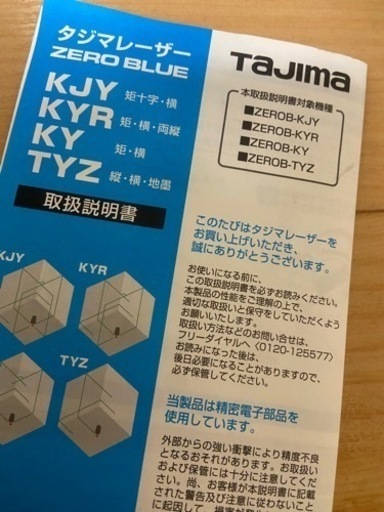 タジマレーザー
ZERO BLUE
KJY 矩十字・横
KYR 矩・横・両縦
KY 矩・横
TYZ 縦・横・地墨
取扱説明書
KJY
KYR
TYZ
TaJIma
本取扱説明書対象機種
■ZEROB-KJY
■ZEROB-KYR
■ZEROB-KY
■ZEROB-TYZ
このたびはタジマレーザーを
お買い上げいただき、
誠にありがとうございます。
お使いになる前に、
この取扱説明書を必ずお読みください。
本製品の性能をご理解の上で、
適切な取扱いと保守をしていただくよう
お願いいたします。
取扱い方法などのお問い合せは、
フリーダイヤルへ〈0120-125577〉
お読みになった後は、
後日必要になることがありますので、
必ず保管してください。
当製品は精密電子部品を
使用しています。
外部からの強い衝撃により精度不良
となるおそれがあります。お取扱い
および保管には十分に注意してくだ
さい。尚、お客様が本説明書に記載
された警告及び注意に従わないこと
に起因して、損害が